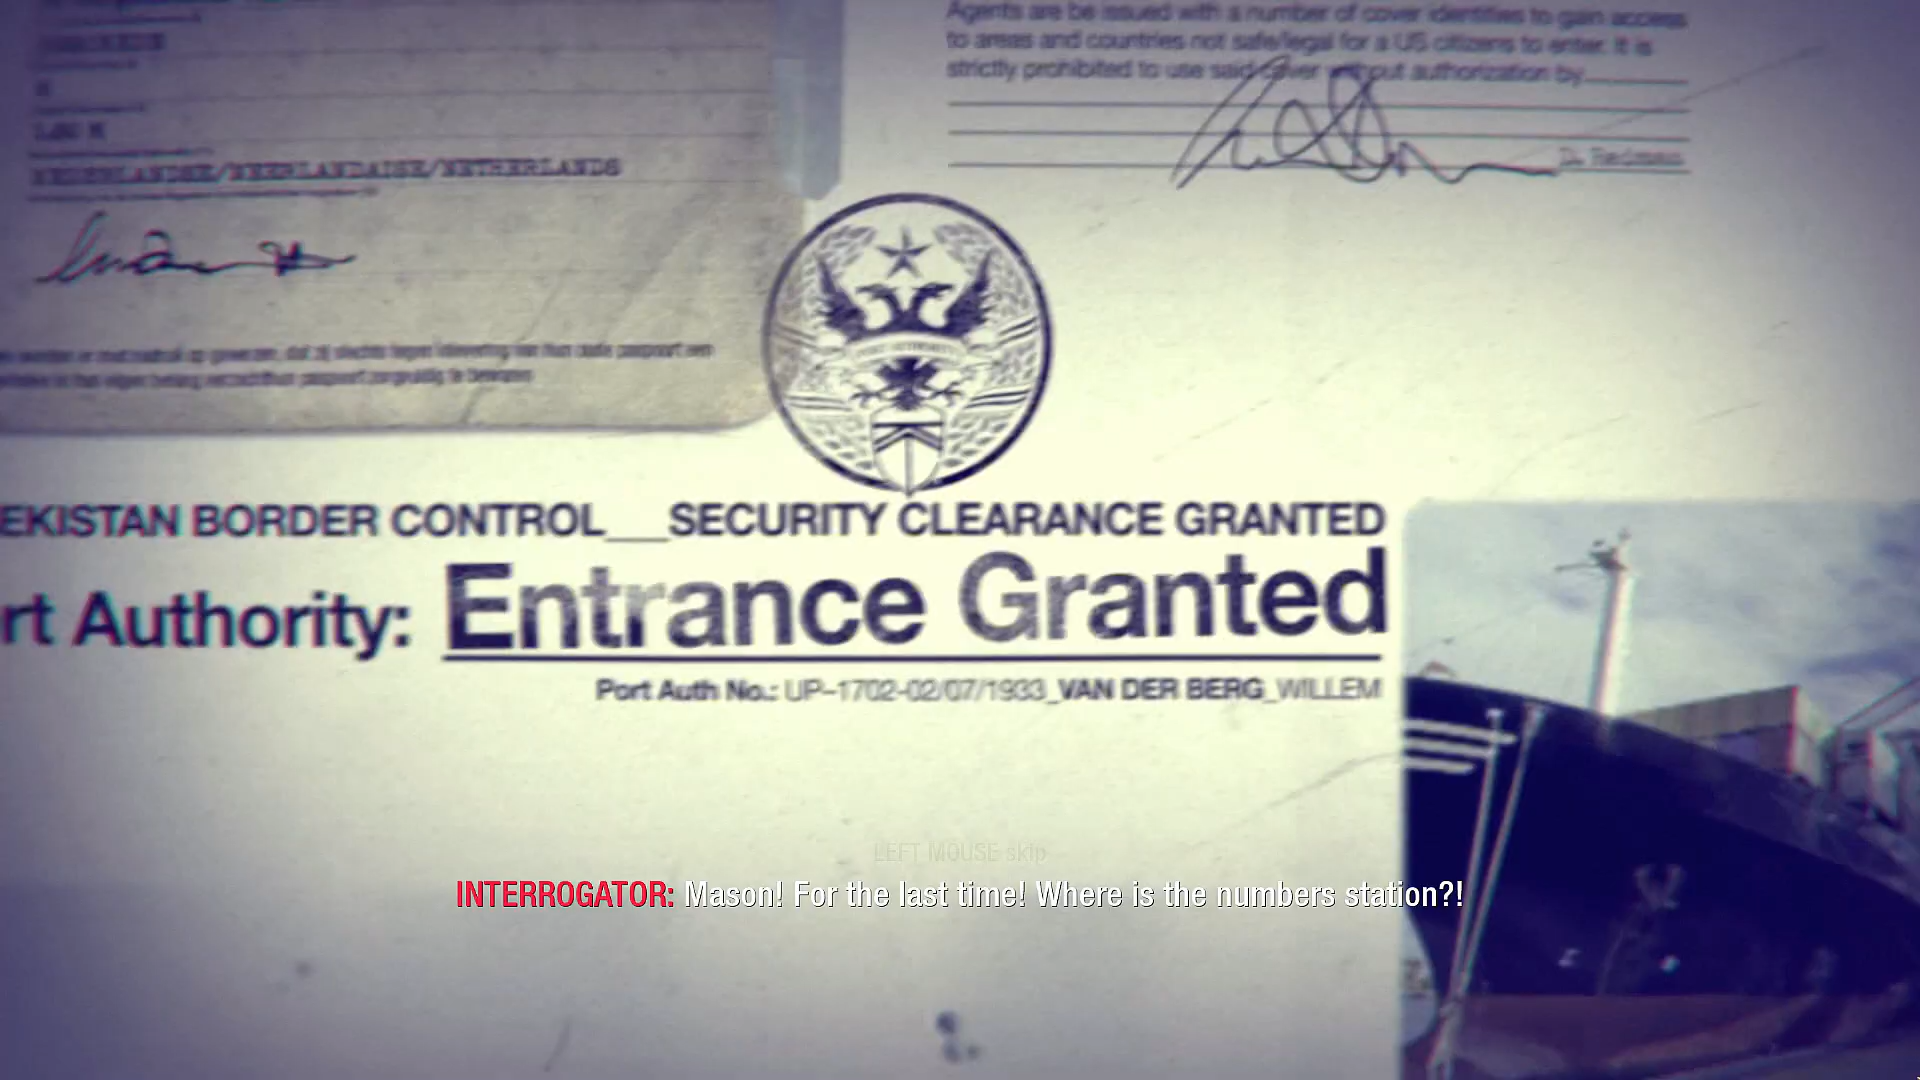 NEDERLANDSE/NEERLANDAISE/NETHERLANDS
Agents are be issued with a number of cover identities to gain access
to areas and countries not safe/legal for a US citizens to enter. It is
strictly prohibited to use said cover without authorization by
D. Redman
PORT AUTHORITY
EKISTAN BORDER CONTROL__SECURITY CLEARANCE GRANTED
rt Authority: Entrance Granted
Port Auth No.: UP-1702-02/07/1933_VAN DER BERG_WILLEM
LEFT MOUSE skip
INTERROGATOR: Mason! For the last time! Where is the numbers station?!